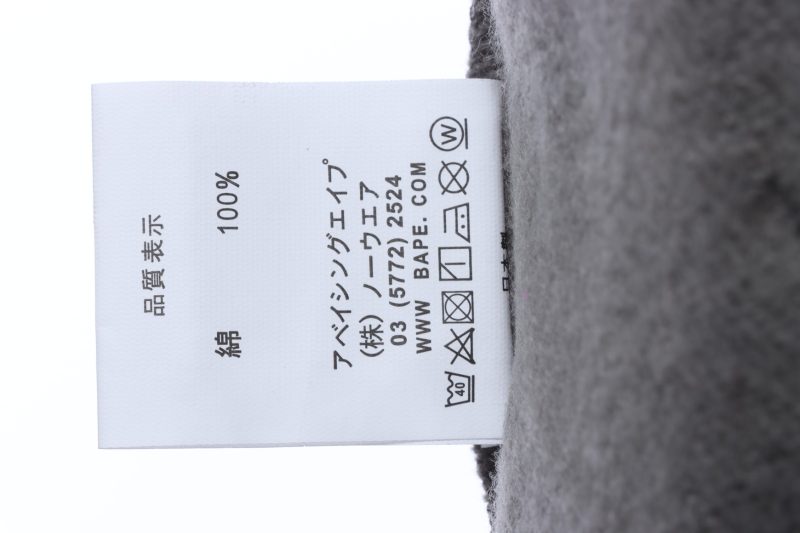 品質表示
綿 100%
アベイシングエイプ
(株) ノーウエア
03 (5772) 2524
WWW BAPE. COM
40 W